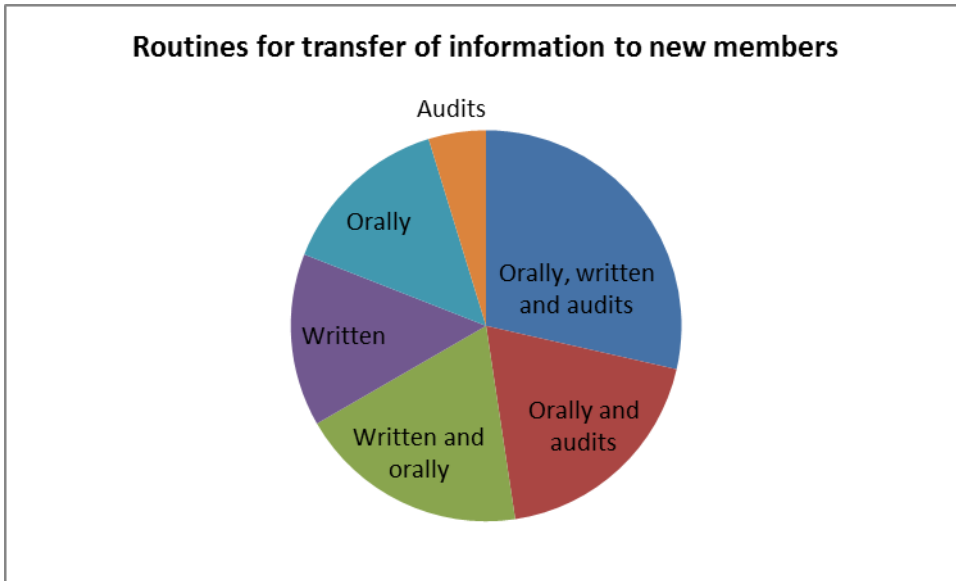 Routines for transfer of information to new members
Audits
Orally
Orally, written
and audits
Written
Orally and
audits
Written and
orally